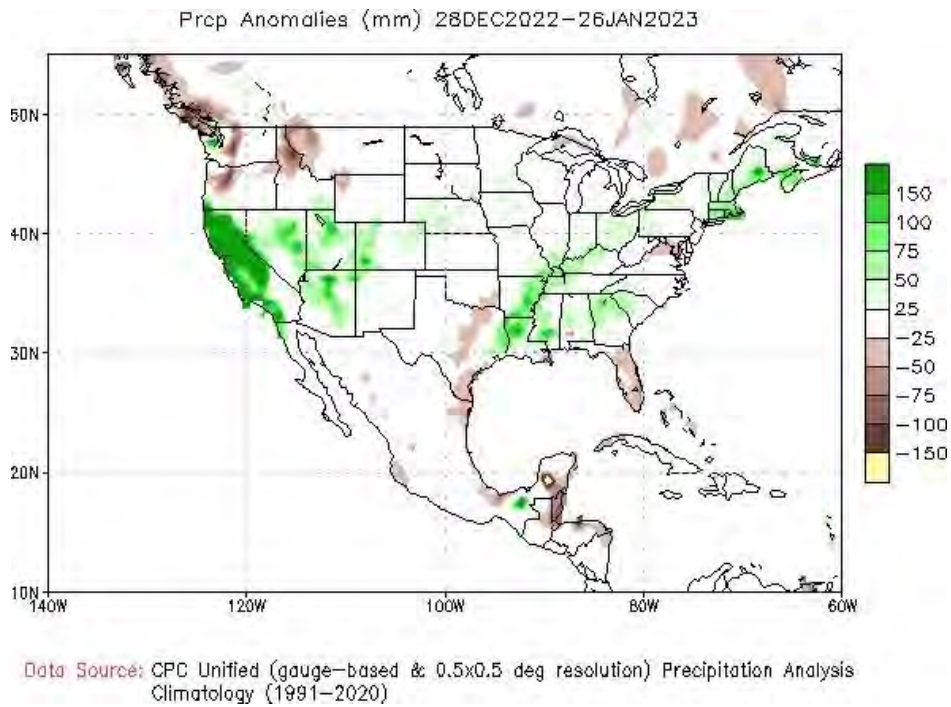 Prcp Anomalies (mm) 28DEC2022-26JAN2023
50N
40N
30N
20N
10N
140W
120W
100W
80W
60W
150
100
75
50
25
-25
-50
-75
-100
-150
Data Source: CPC Unified (gauge-based & 0.5x0.5 deg resolution) Precipitation Analysis
Climatology (1991-2020)